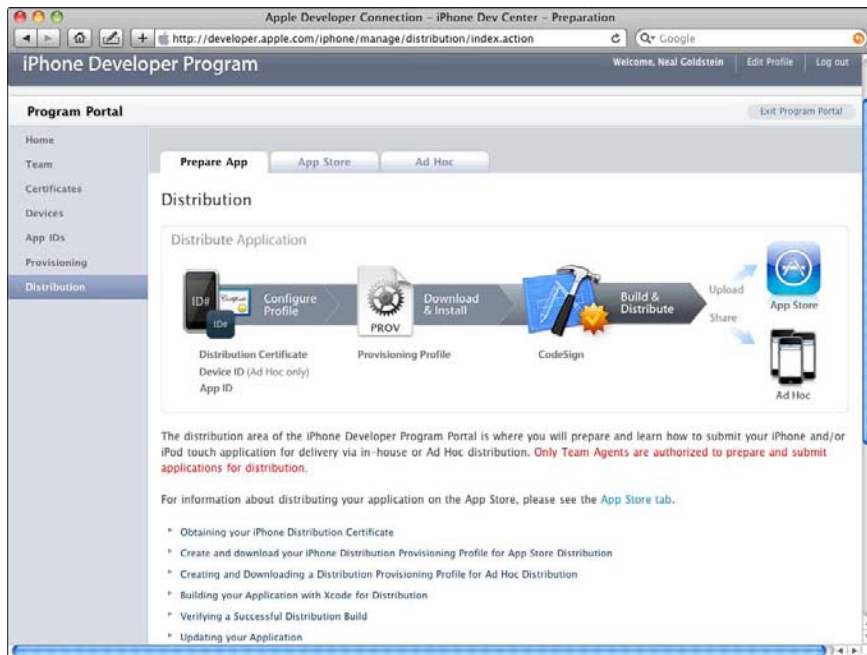 Apple Developer Connection – iPhone Dev Center – Preparation
http://developer.apple.com/iphone/manage/distribution/index.action
Google
iPhone Developer Program
Welcome, Neal Goldstein
Edit Profile
Log out
Program Portal
Exit Program Portal
Home
Team
Certificates
Devices
App IDs
Provisioning
Distribution
Prepare App
App Store
Ad Hoc
Distribution
Distribute Application
ID#
Certificate
ID#
Configure
Profile
PROV
Download
& Install
Build &
Distribute
Upload
Share
App Store
Ad Hoc
Distribution Certificate
Device ID (Ad Hoc only)
App ID
Provisioning Profile
CodeSign
The distribution area of the iPhone Developer Program Portal is where you will prepare and learn how to submit your iPhone and/or
iPod touch application for delivery via in-house or Ad Hoc distribution. Only Team Agents are authorized to prepare and submit
applications for distribution.
For information about distributing your application on the App Store, please see the App Store tab.
Obtaining your iPhone Distribution Certificate
Create and download your iPhone Distribution Provisioning Profile for App Store Distribution
Creating and Downloading a Distribution Provisioning Profile for Ad Hoc Distribution
Building your Application with Xcode for Distribution
Verifying a Successful Distribution Build
Updating your Application